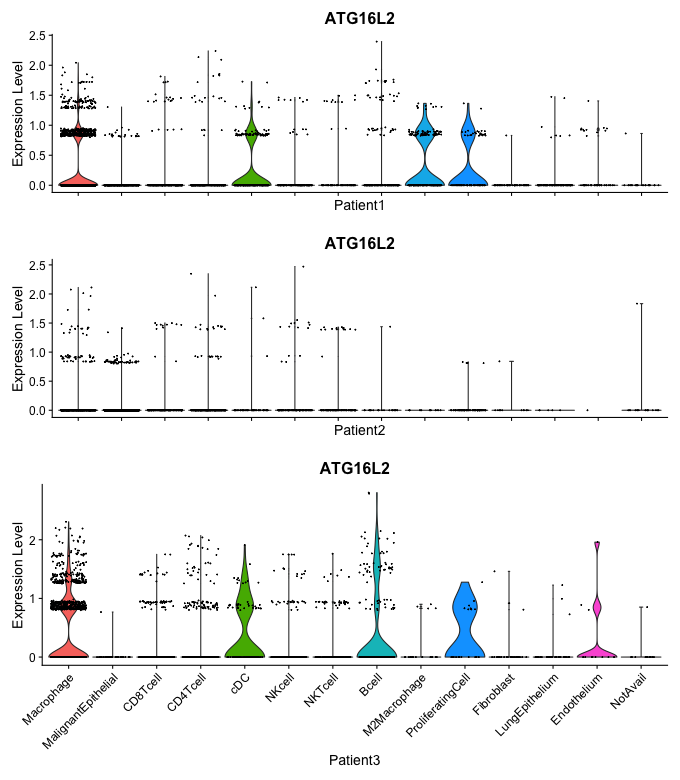 ATG16L2
Expression Level
2.5
2.0
1.5
1.0
0.5
0.0
Patient1
ATG16L2
Expression Level
2.5
2.0
1.5
1.0
0.5
0.0
Patient2
ATG16L2
Expression Level
2
1
0
Macrophage
MalignantEpithelial
CD8Tcell
CD4Tcell
cDC
NKcell
NKTcell
Bcell
M2Macrophage
ProliferatingCell
Fibroblast
LungEpithelium
Endothelium
NotAvail
Patient3